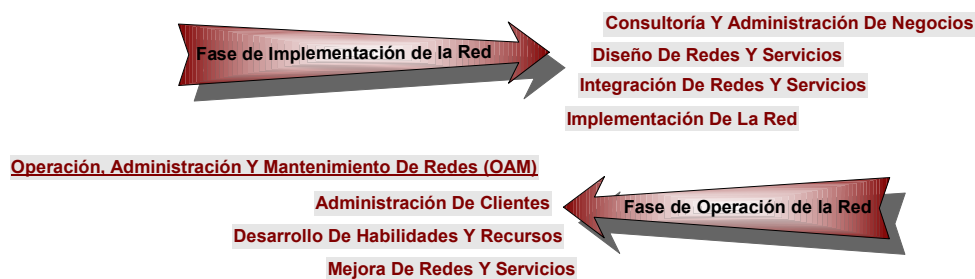 Consultoría Y Administración De Negocios
Fase de Implementación de la Red
Diseño De Redes Y Servicios
Integración De Redes Y Servicios
Implementación De La Red
Operación, Administración Y Mantenimiento De Redes (OAM)
Administración De Clientes
Fase de Operación de la Red
Desarrollo De Habilidades Y Recursos
Mejora De Redes Y Servicios